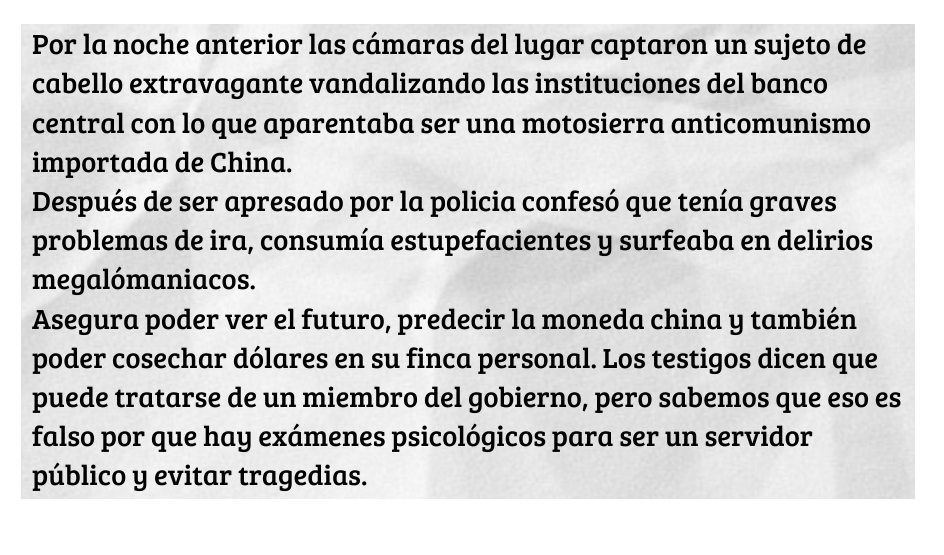 Por la noche anterior las cámaras del lugar captaron un sujeto de
cabello extravagante vandalizando las instituciones del banco
central con lo que aparentaba ser una motosierra anticomunismo
importada de China.
Después de ser apresado por la policia confesó que tenía graves
problemas de ira, consumía estupefacientes y surfeaba en delirios
megalómaniacos.
Asegura poder ver el futuro, predecir la moneda china y también
poder cosechar dólares en su finca personal. Los testigos dicen que
puede tratarse de un miembro del gobierno, pero sabemos que eso es
falso por que hay exámenes psicológicos para ser un servidor
público y evitar tragedias.